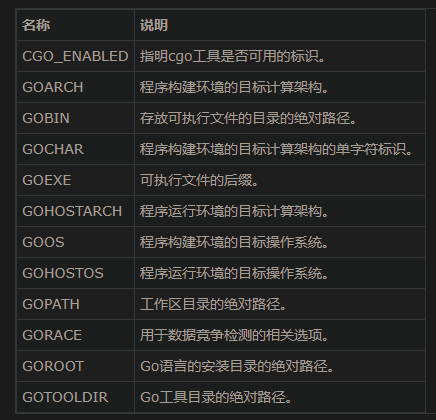 名称 说明
CGO_ENABLED 指明cgo工具是否可用的标识。
GOARCH 程序构建环境的目标计算架构。
GOBIN 存放可执行文件的目录的绝对路径。
GOCHAR 程序构建环境的目标计算架构的单字符标识。
GOEXE 可执行文件的后缀。
GOHOSTARCH 程序运行环境的目标计算架构。
GOOS 程序构建环境的目标操作系统。
GOHOSTOS 程序运行环境的目标操作系统。
GOPATH 工作区目录的绝对路径。
GORACE 用于数据竞争检测的相关选项。
GOROOT Go语言的安装目录的绝对路径。
GOTOOLDIR Go工具目录的绝对路径。